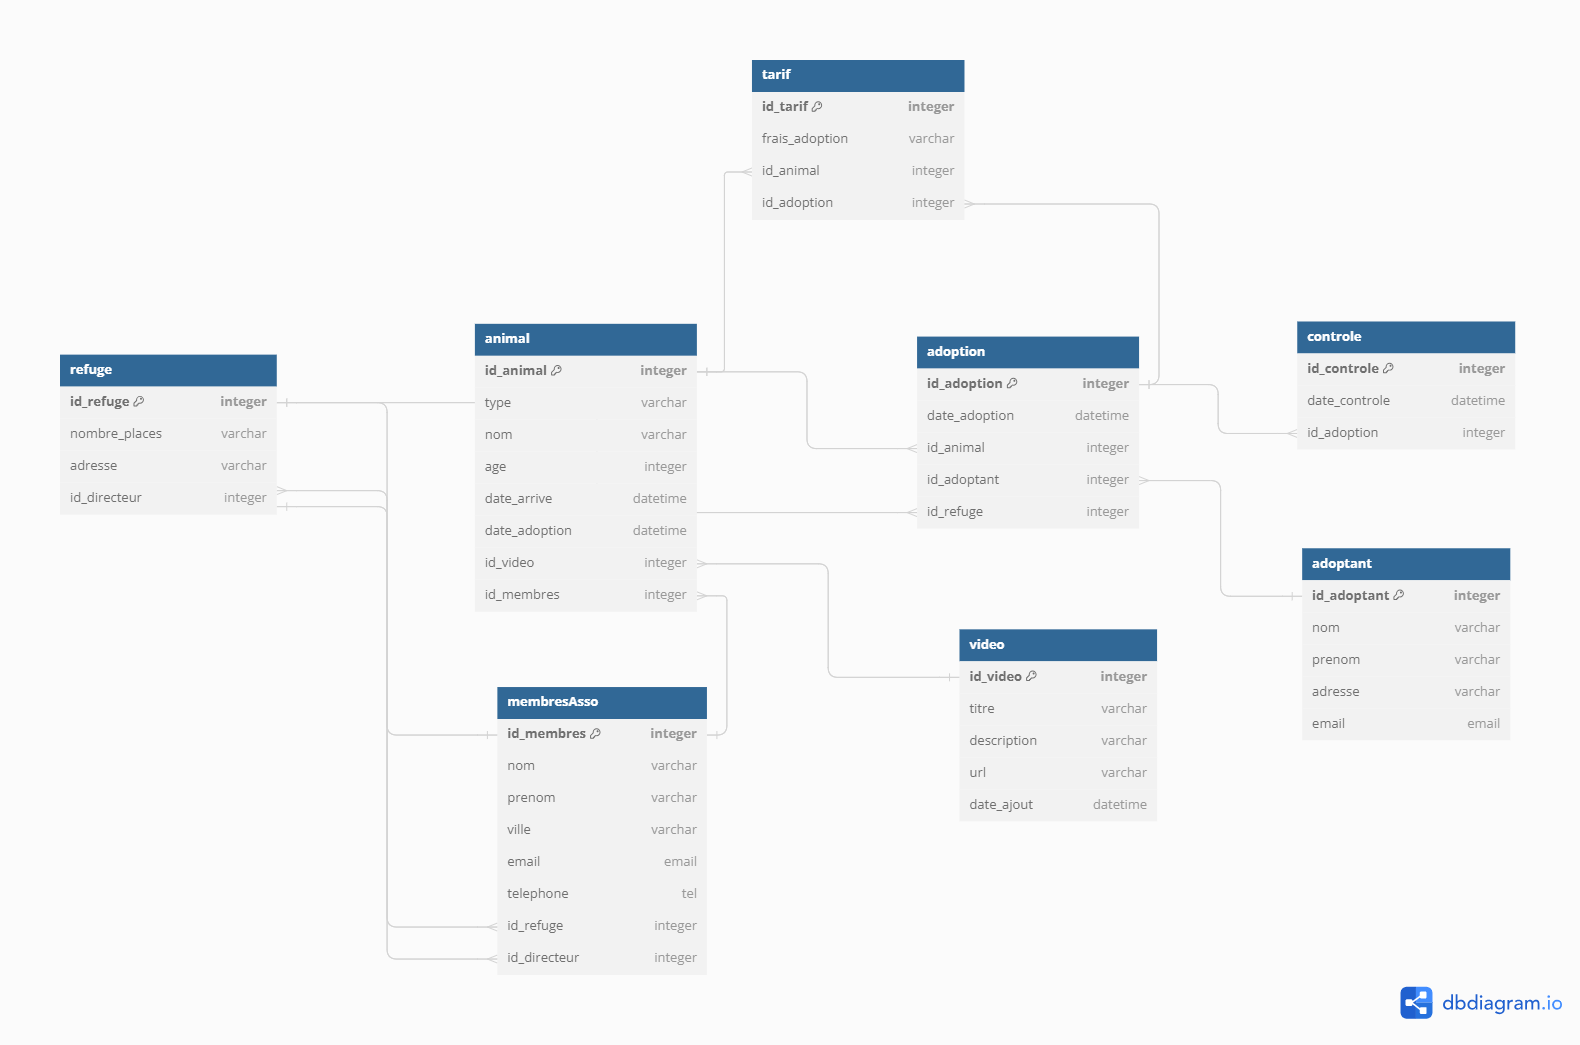 tarif
id_tarif integer
frais_adoption varchar
id_animal integer
id_adoption integer
refuge
id_refuge integer
nombre_places varchar
adresse varchar
id_directeur integer
animal
id_animal integer
type varchar
nom varchar
age integer
date_arrive datetime
date_adoption datetime
id_video integer
id_membres integer
adoption
id_adoption integer
date_adoption datetime
id_animal integer
id_adoptant integer
id_refuge integer
controle
id_controle integer
date_controle datetime
id_adoption integer
adoptant
id_adoptant integer
nom varchar
prenom varchar
adresse varchar
email email
video
id_video integer
titre varchar
description varchar
url varchar
date_ajout datetime
membresAsso
id_membres integer
nom varchar
prenom varchar
ville varchar
email email
telephone tel
id_refuge integer
id_directeur integer
dbdiagram.io